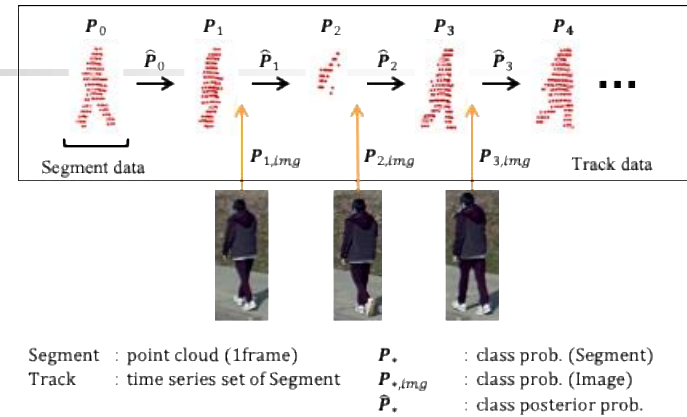 P₀ P₁ P₂ P₃ P₄
P̂₀ P̂₁ P̂₂ P̂₃
...
Segment data P₁,img P₂,img P₃,img Track data
Segment : point cloud (1frame) P* : class prob. (Segment)
Track : time series set of Segment P*,img : class prob. (Image)
P̂* : class posterior prob.